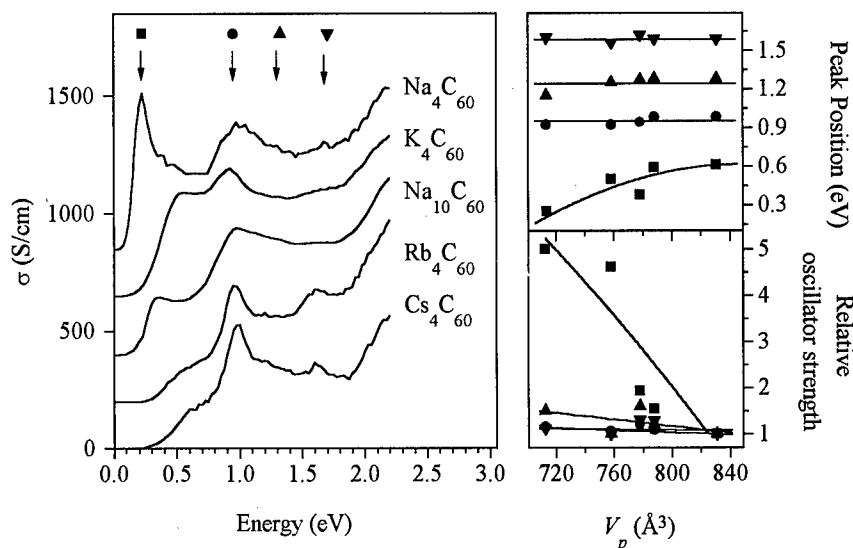 1500
1000
500
0
σ (S/cm)
Na4C60
K4C60
Na10C60
Rb4C60
Cs4C60
0.0 0.5 1.0 1.5 2.0 2.5 3.0
Energy (eV)
1.5
1.2
0.9
0.6
0.3
Peak Position (eV)
5
4
3
2
1
Relative
oscillator strength
720 760 800 840
Vp (Å³)